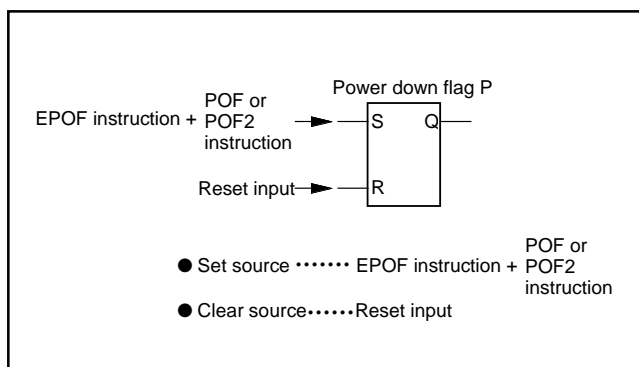 Power down flag P
EPOF instruction + POF or
POF2
instruction
S Q
Reset input
R
● Set source ······· EPOF instruction + POF or
POF2
instruction
● Clear source ······ Reset input